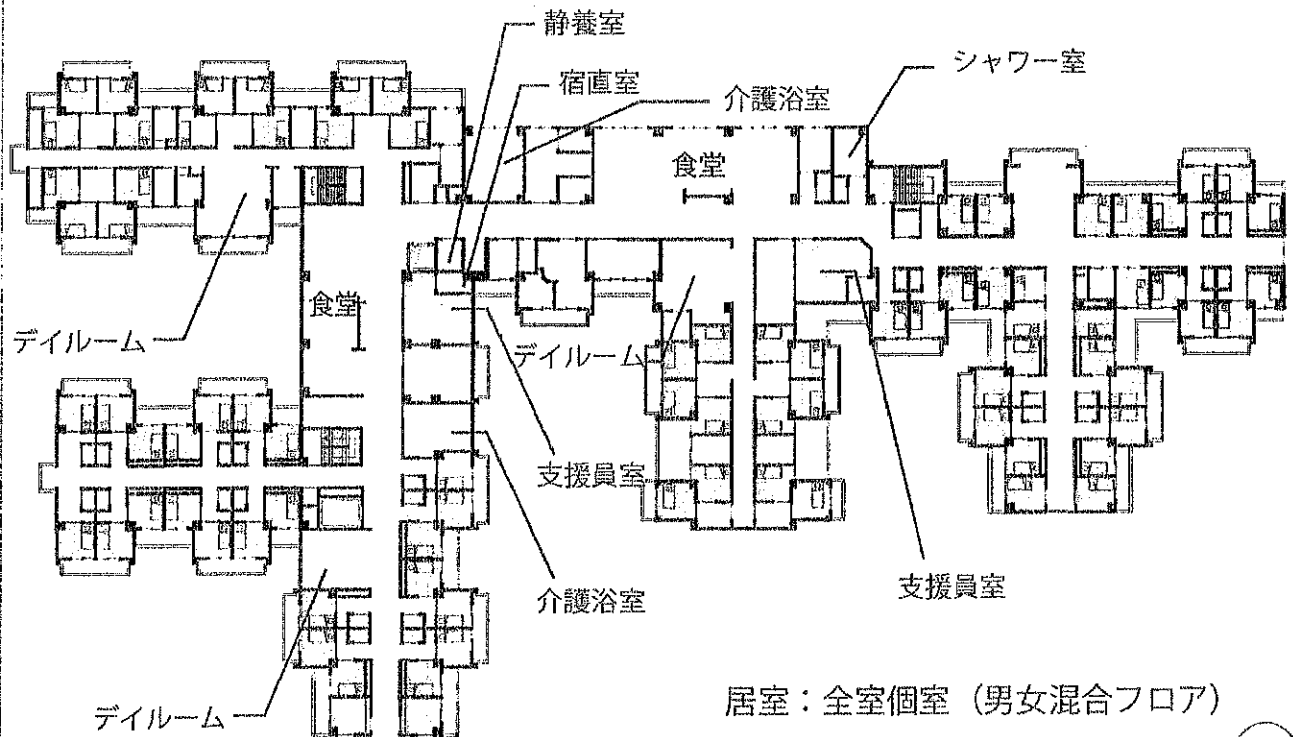 静養室
宿直室
介護浴室
シャワー室
食堂
食堂
デイルーム
デイルーム
支援員室
介護浴室
支援員室
デイルーム
居室：全室個室（男女混合フロア）